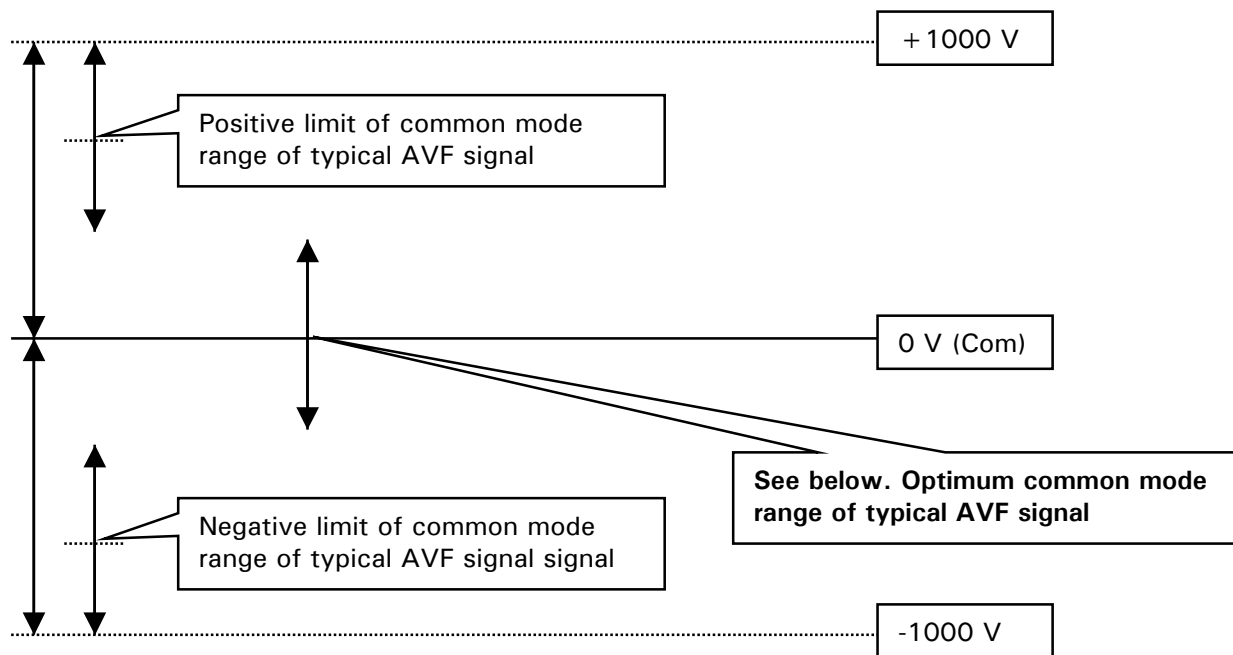 +1000 V
Positive limit of common mode
range of typical AVF signal
0 V (Com)
See below. Optimum common mode
range of typical AVF signal
Negative limit of common mode
range of typical AVF signal signal
-1000 V